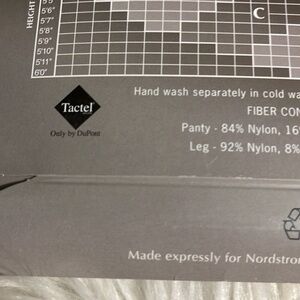 HEIGHT
5'5"
5'6"
5'7"
5'8"
5'9"
5'10"
5'11"
6'0"
C
Hand wash separately in cold wa
FIBER CON
Tactel
Only by DuPont
Panty - 84% Nylon, 16
Leg - 92% Nylon, 8%
Made expressly for Nordstro